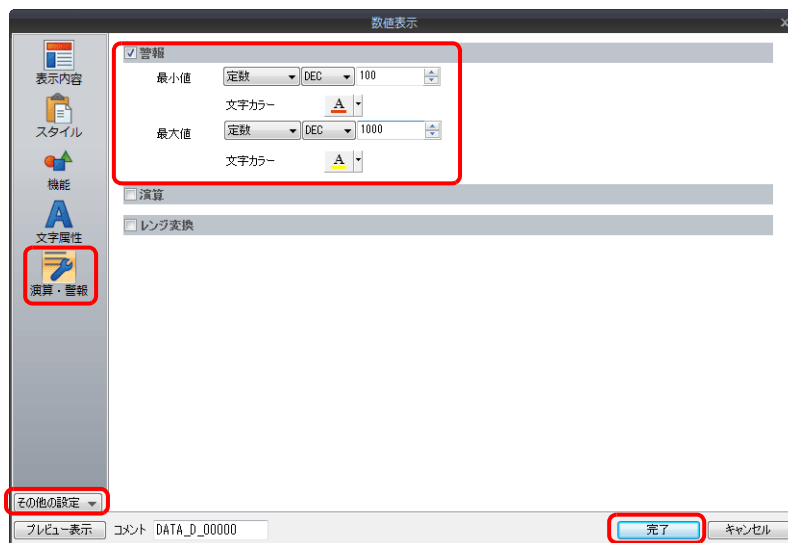 数値表示
表示内容
スタイル
機能
文字属性
演算・警報
警報
最小値 定数 DEC 100
文字カラー A
最大値 定数 DEC 1000
文字カラー A
演算
レンジ変換
その他の設定
プレビュー表示 コメント DATA_D_00000 完了 キャンセル